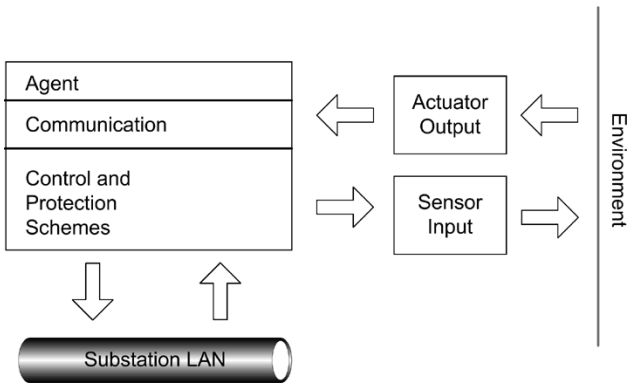 Agent
Communication
Control and
Protection
Schemes
Actuator
Output
Sensor
Input
Environment
Substation LAN